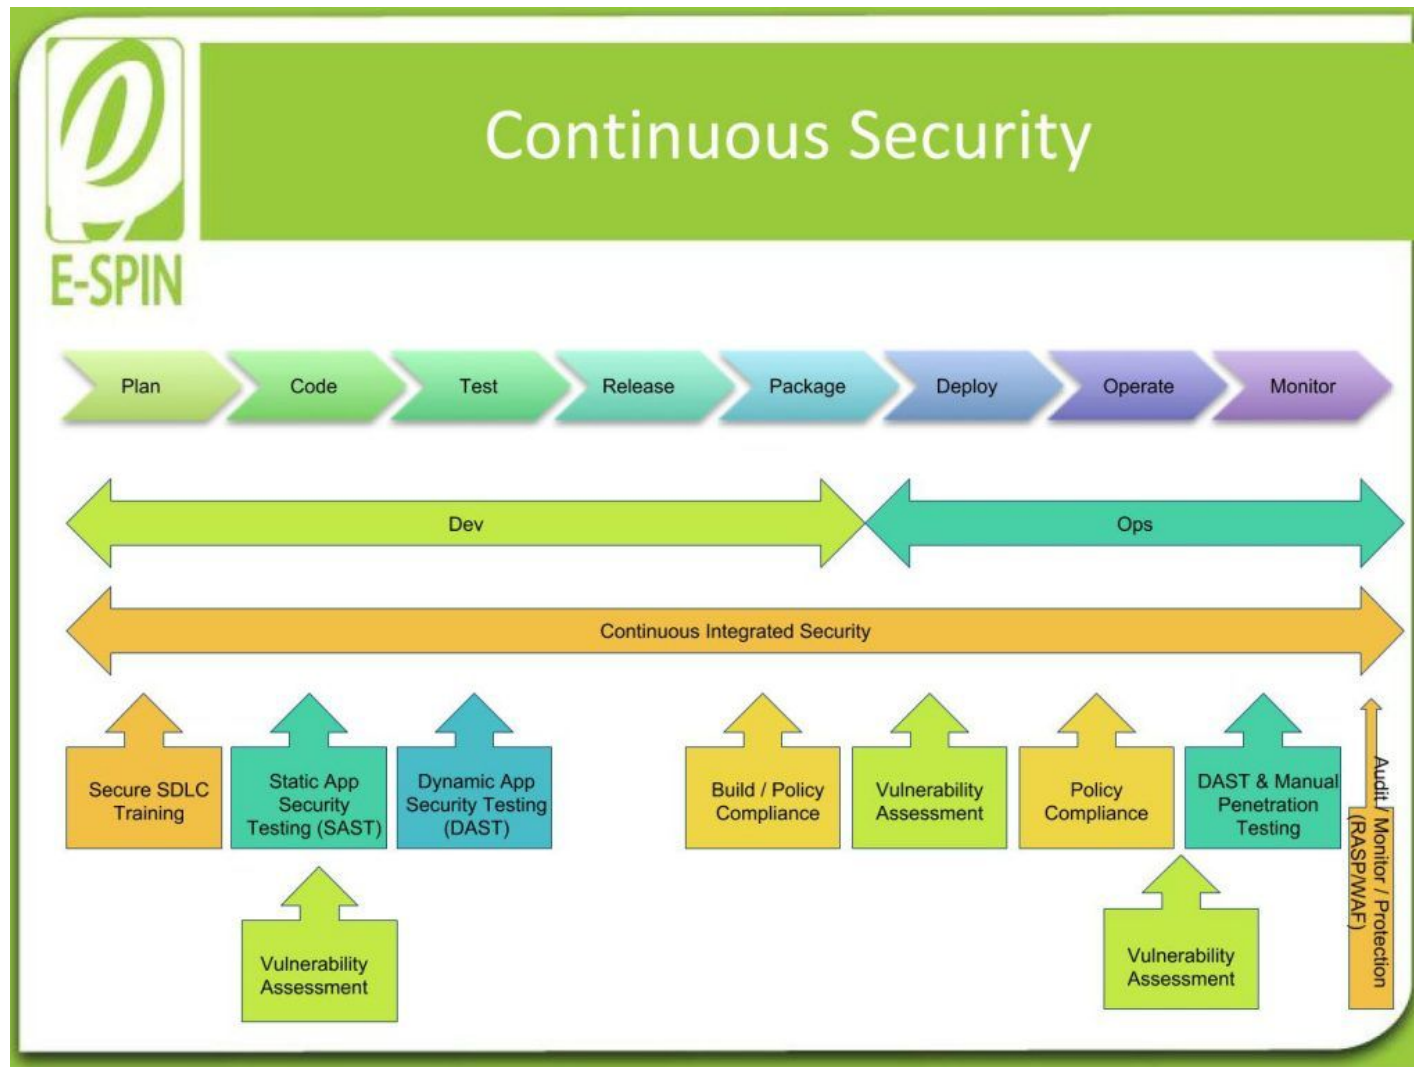 Continuous Security
E-SPIN
Plan
Code
Test
Release
Package
Deploy
Operate
Monitor
Dev
Ops
Continuous Integrated Security
Secure SDLC
Training
Static App
Security
Testing (SAST)
Dynamic App
Security Testing
(DAST)
Build / Policy
Compliance
Vulnerability
Assessment
Policy
Compliance
DAST & Manual
Penetration
Testing
Audit / Monitor / Protection
(RASP/WAF)
Vulnerability
Assessment
Vulnerability
Assessment